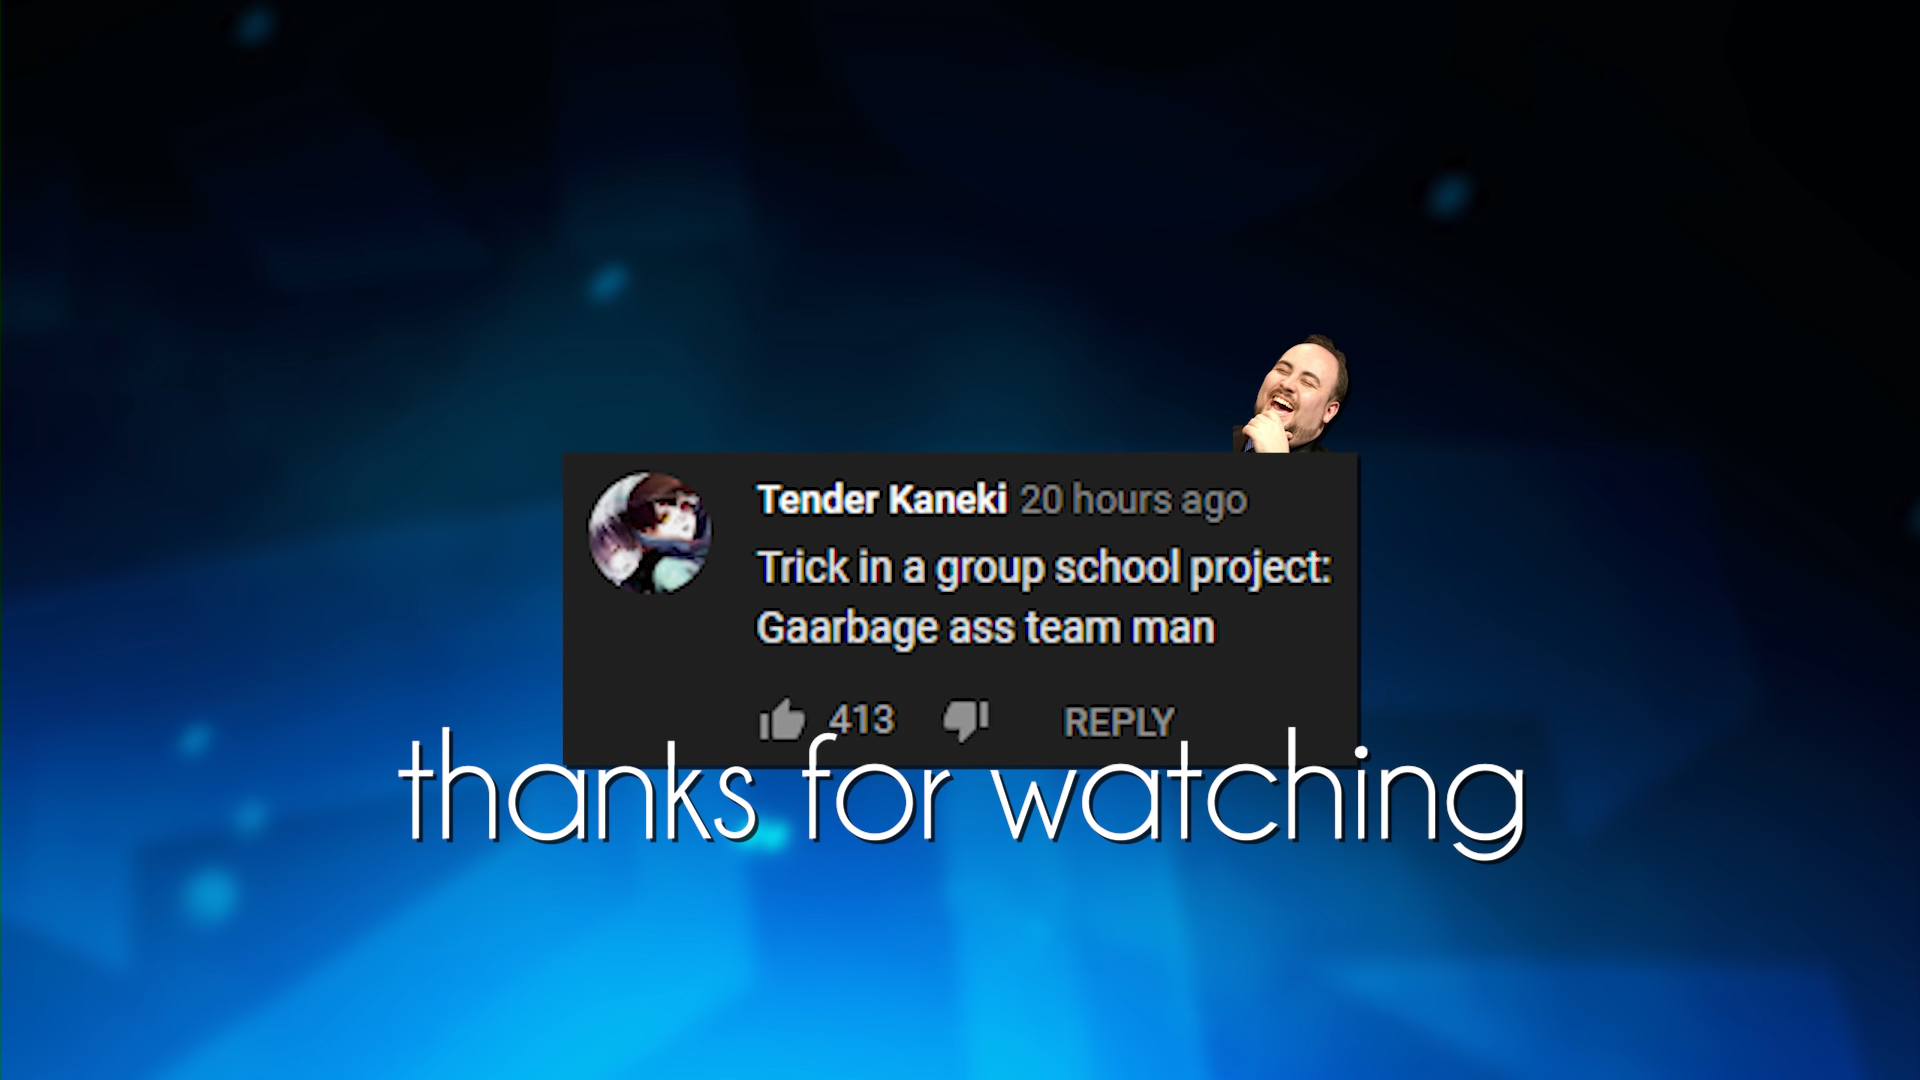 Tender Kaneki 20 hours ago
Trick in a group school project:
Gaarbage ass team man
413 REPLY
thanks for watching